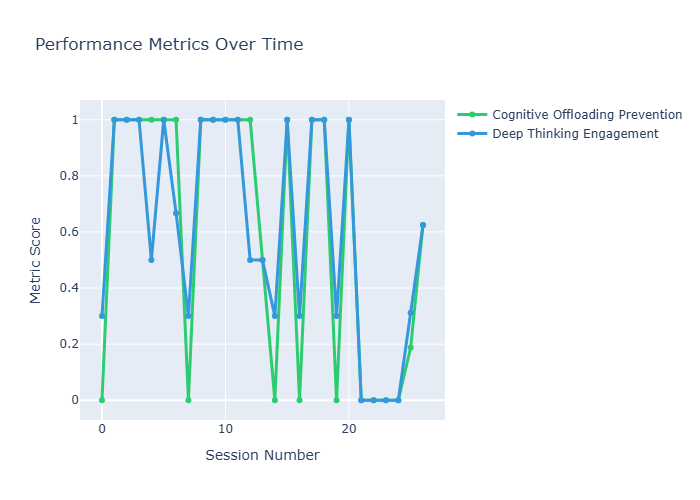 Performance Metrics Over Time
Cognitive Offloading Prevention
Deep Thinking Engagement
1
0.8
0.6
0.4
0.2
0
Metric Score
0 10 20
Session Number